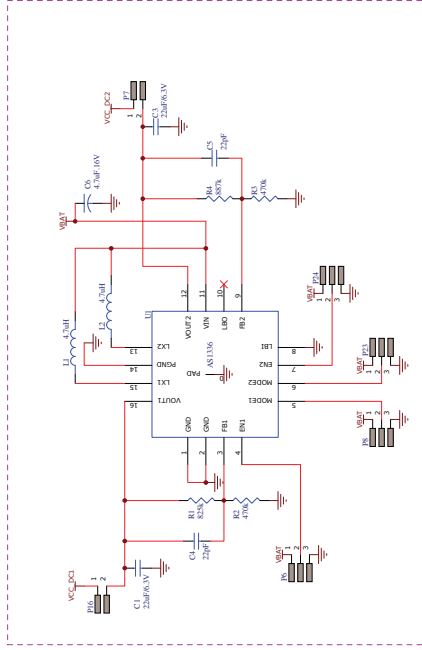 P7
VCC_DC2
1
2
C3
22uF/6.3V
C5
22pF
C6
4.7uF.16V
VBAT
R4
887k
R3
470k
4.7uH
L1
4.7uH
L2
U1
12
11
10
9
VOUT2
VIN
LBO
FB2
13
14
15
16
LX2
PGND
LX1
VOUT1
AS1336
PAD
0
LBI
EN2
MODE2
MODE1
8
7
6
5
GND
GND
FB1
EN1
1
2
3
4
VBAT
P24
1
2
3
VBAT
P23
1
2
3
VBAT
P8
1
2
3
R1
825k
R2
470k
C4
22pF
VCC_DC1
P16
1
2
C1
22uF/6.3V
VBAT
P6
1
2
3